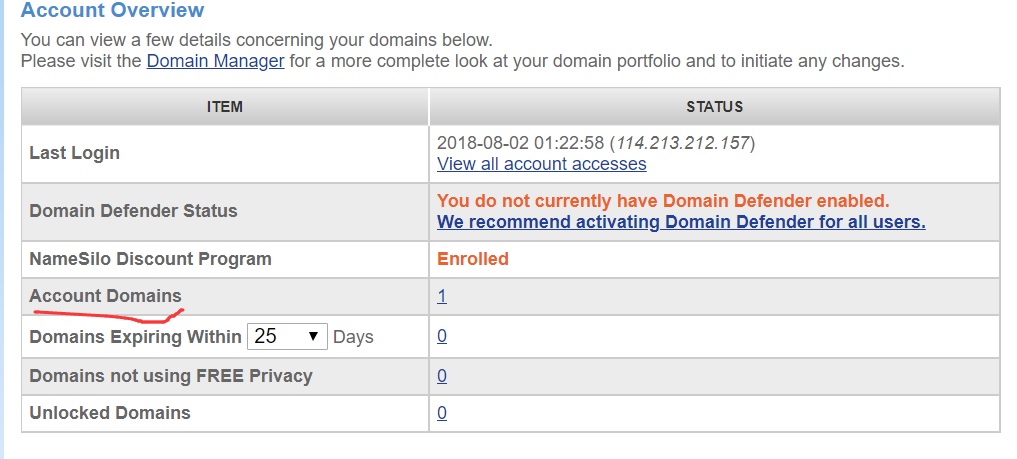 Account Overview
You can view a few details concerning your domains below.
Please visit the Domain Manager for a more complete look at your domain portfolio and to initiate any changes.
ITEM STATUS
Last Login 2018-08-02 01:22:58 (114.213.212.157)
View all account accesses
Domain Defender Status You do not currently have Domain Defender enabled.
We recommend activating Domain Defender for all users.
NameSilo Discount Program Enrolled
Account Domains 1
Domains Expiring Within 25 ▼ Days 0
Domains not using FREE Privacy 0
Unlocked Domains 0